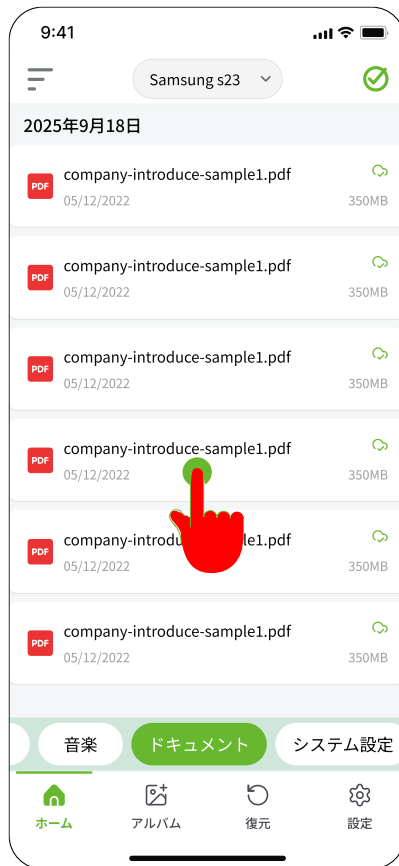 9:41
Samsung s23
2025年9月18日
PDF
company-introduce-sample1.pdf
05/12/2022
350MB
PDF
company-introduce-sample1.pdf
05/12/2022
350MB
PDF
company-introduce-sample1.pdf
05/12/2022
350MB
PDF
company-introduce-sample1.pdf
05/12/2022
350MB
PDF
company-introdu le1.pdf
05/12/2022
350MB
PDF
company-introduce-sample1.pdf
05/12/2022
350MB
音楽
ドキュメント
システム設定
ホーム
アルバム
復元
設定